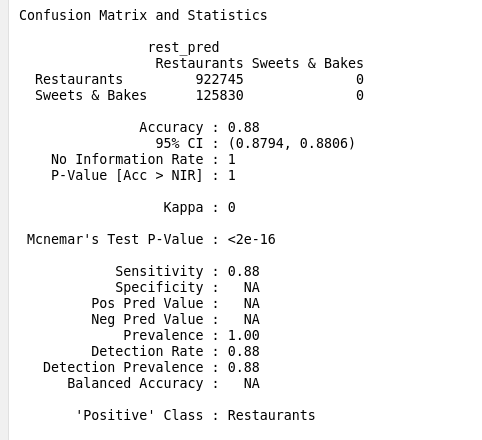 Confusion Matrix and Statistics
rest_pred
Restaurants Sweets & Bakes
Restaurants 922745 0
Sweets & Bakes 125830 0
Accuracy : 0.88
95% CI : (0.8794, 0.8806)
No Information Rate : 1
P-Value [Acc > NIR] : 1
Kappa : 0
Mcnemar's Test P-Value : <2e-16
Sensitivity : 0.88
Specificity : NA
Pos Pred Value : NA
Neg Pred Value : NA
Prevalence : 1.00
Detection Rate : 0.88
Detection Prevalence : 0.88
Balanced Accuracy : NA
'Positive' Class : Restaurants